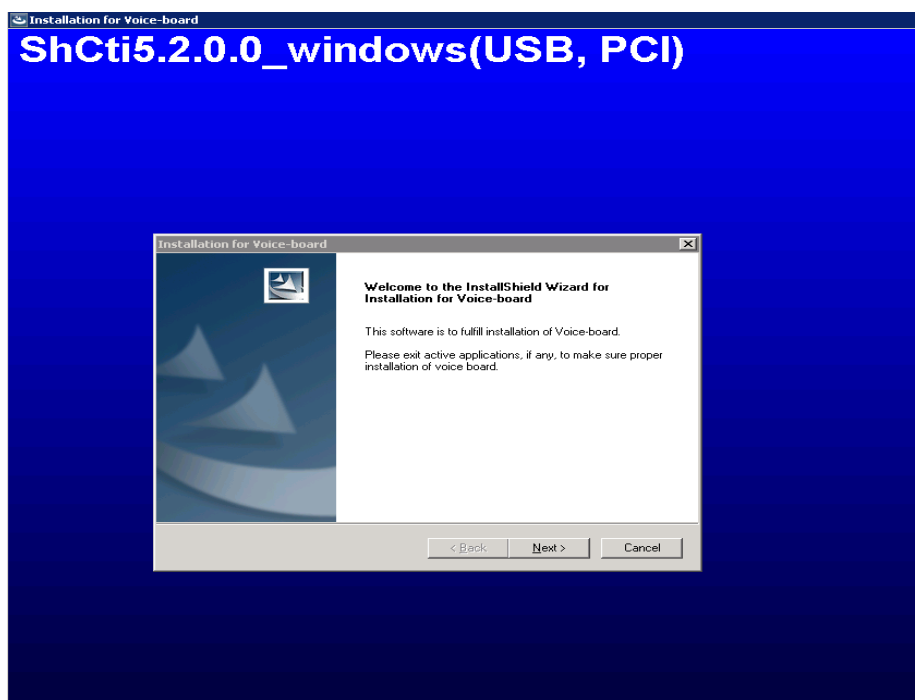 Installation for Voice-board
ShCti5.2.0.0_windows(USB, PCI)
Installation for Voice-board
Welcome to the InstallShield Wizard for
Installation for Voice-board
This software is to fulfill installation of Voice-board.
Please exit active applications, if any, to make sure proper
installation of voice board.
< Back
Next >
Cancel